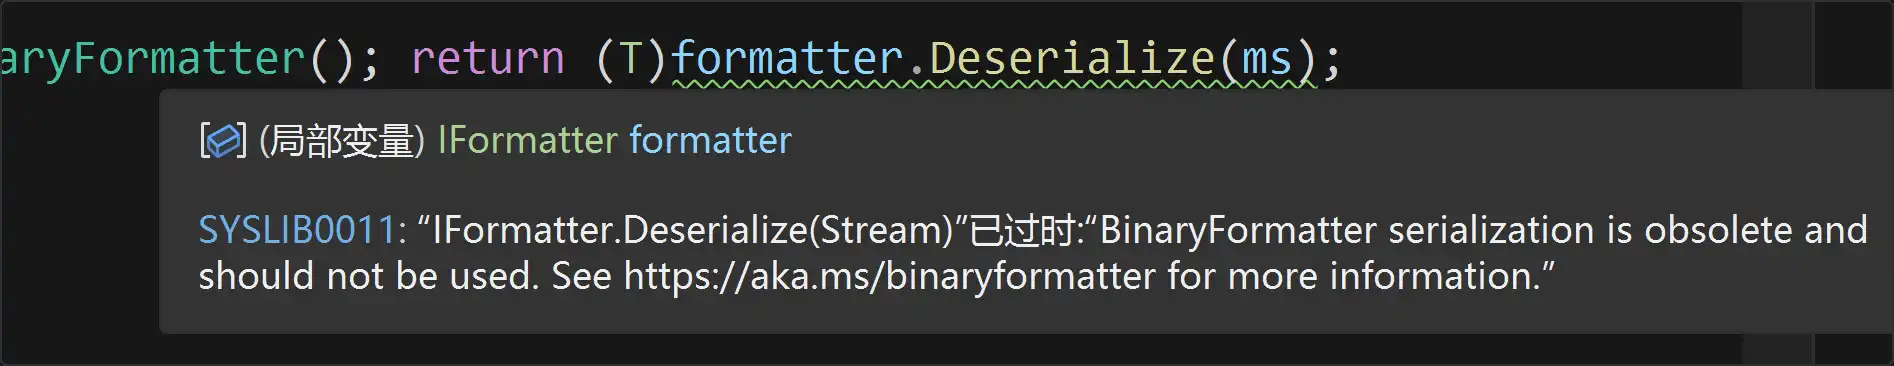 aryFormatter(); return (T)formatter.Deserialize(ms);
[] (局部变量) IFormatter formatter
SYSLIB0011: “IFormatter.Deserialize(Stream)”已过时:“BinaryFormatter serialization is obsolete and
should not be used. See https://aka.ms/binaryformatter for more information.”